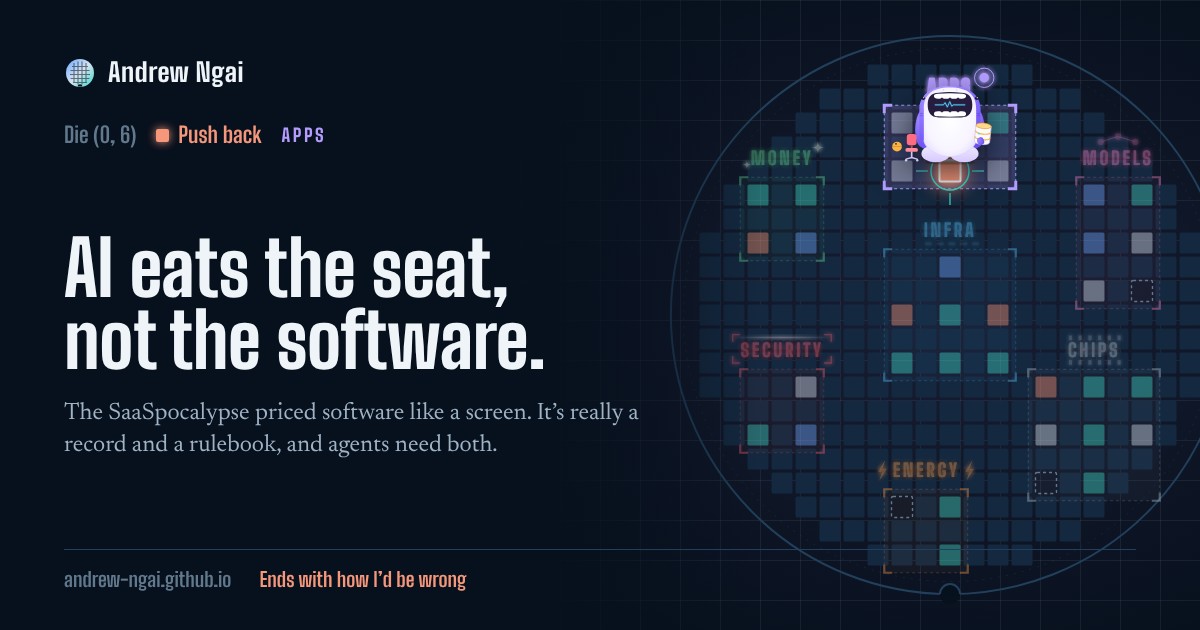 Andrew Ngai
Die (0, 6) Push back APPS
AI eats the seat,
not the software.
The SaaSpocalypse priced software like a screen. It’s really a
record and a rulebook, and agents need both.
MONEY
MODELS
INFRA
SECURITY
CHIPS
ENERGY
andrew-ngai.github.io Ends with how I’d be wrong